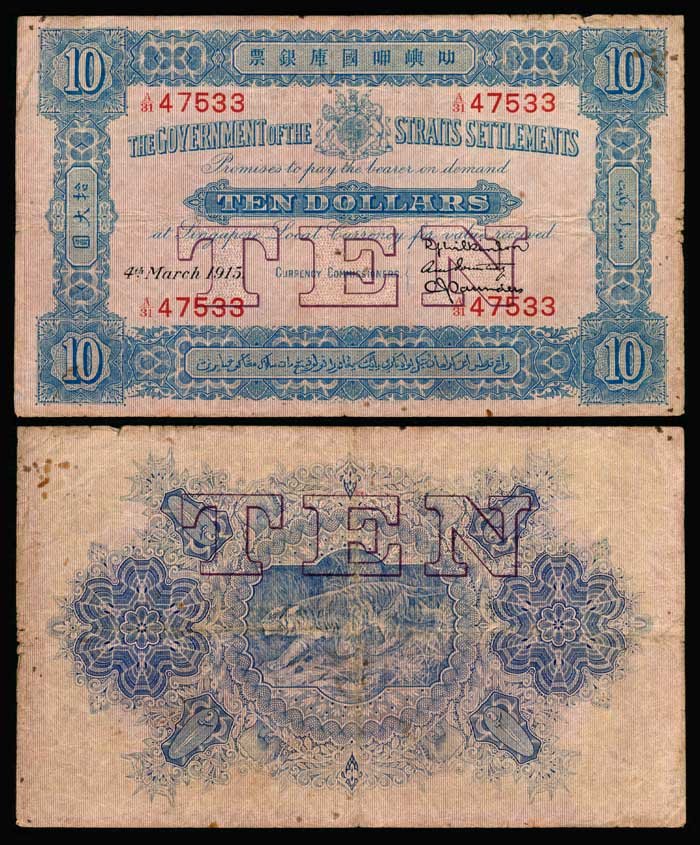 叻嶼呷國庫銀票
10 10
A/31 47533 A/31 47533
THE GOVERNMENT OF THE STRAITS SETTLEMENTS
Promises to pay the bearer on demand
拾大圓
TEN DOLLARS
at Singapore Local Currency for value received
TEN
4th March 1915. CURRENCY COMMISSIONERS
A/31 47533 A/31 47533
10 10
TEN